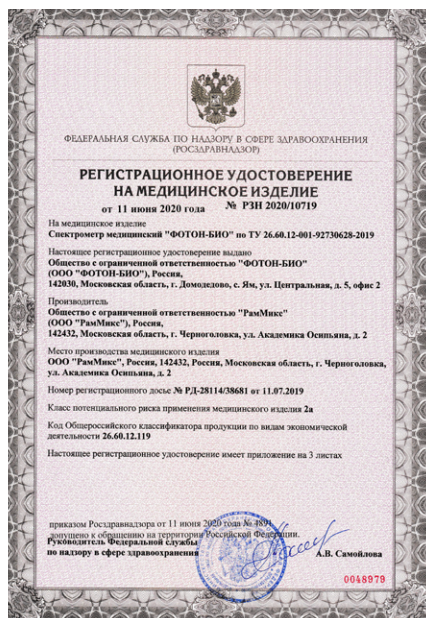 ФЕДЕРАЛЬНАЯ СЛУЖБА ПО НАДЗОРУ В СФЕРЕ ЗДРАВООХРАНЕНИЯ
(РОСЗДРАВНАДЗОР)
РЕГИСТРАЦИОННОЕ УДОСТОВЕРЕНИЕ
НА МЕДИЦИНСКОЕ ИЗДЕЛИЕ
от 11 июня 2020 года № РЗН 2020/10719
На медицинское изделие
Спектрометр медицинский "ФОТОН-БИО" по ТУ 26.60.12-001-92730628-2019
Настоящее регистрационное удостоверение выдано
Общество с ограниченной ответственностью "ФОТОН-БИО"
(ООО "ФОТОН-БИО"), Россия,
142030, Московская область, г. Домодедово, с. Ям, ул. Центральная, д. 5, офис 2
Производитель
Общество с ограниченной ответственностью "РамМикс"
(ООО "РамМикс"), Россия,
142432, Московская область, г. Черноголовка, ул. Академика Осипьяна, д. 2
Место производства медицинского изделия
ООО "РамМикс", Россия, 142432, Россия, Московская область, г. Черноголовка,
ул. Академика Осипьяна, д. 2
Номер регистрационного досье № РД-28114/38681 от 11.07.2019
Класс потенциального риска применения медицинского изделия 2а
Код Общероссийского классификатора продукции по видам экономической
деятельности 26.60.12.119
Настоящее регистрационное удостоверение имеет приложение на 3 листах
приказом Росздравнадзора от 11 июня 2020 года №
допущено к обращению на территории Российской Федерации.
Руководитель Федеральной службы
по надзору в сфере здравоохранения А.В. Самойлова
0048979